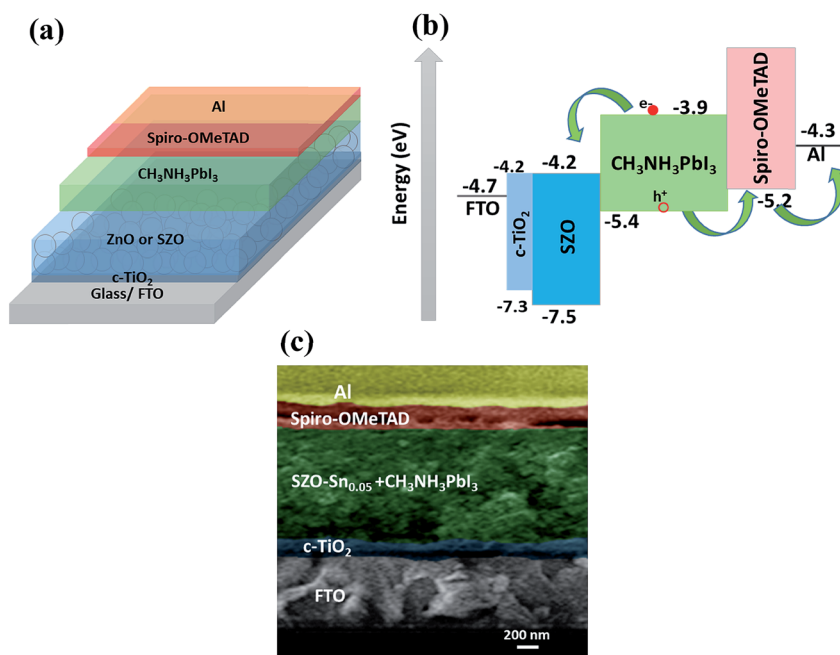 (a)
Al
Spiro-OMeTAD
CH₃NH₃PbI₃
ZnO or SZO
c-TiO₂
Glass/ FTO
(b)
Energy (eV)
-4.7
FTO
-4.2
c-TiO₂
-7.3
-4.2
SZO
-7.5
e-
-3.9
CH₃NH₃PbI₃
h⁺
-5.4
Spiro-OMeTAD
-5.2
-4.3
Al
(c)
Al
Spiro-OMeTAD
SZO-Sn₀.₀₅ +CH₃NH₃PbI₃
c-TiO₂
FTO
200 nm